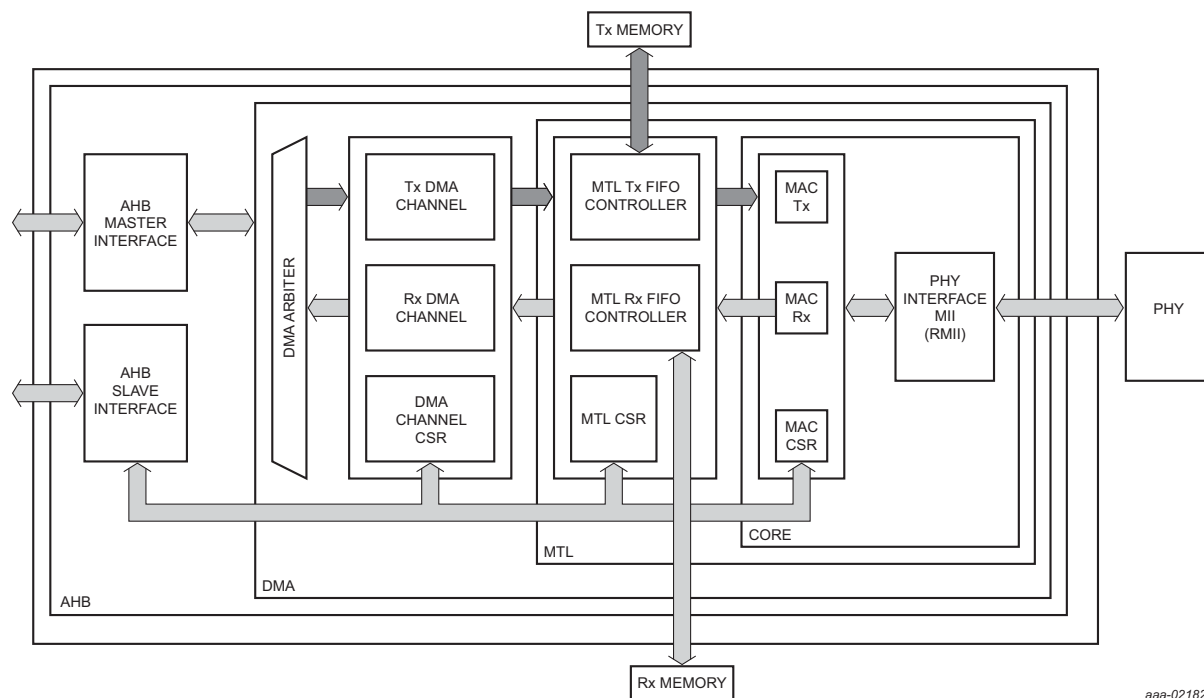 Tx MEMORY
AHB
MASTER
INTERFACE
DMA ARBITER
Tx DMA
CHANNEL
MTL Tx FIFO
CONTROLLER
MAC
Tx
Rx DMA
CHANNEL
MTL Rx FIFO
CONTROLLER
MAC
Rx
PHY
INTERFACE
MII
(RMII)
PHY
AHB
SLAVE
INTERFACE
DMA
CHANNEL
CSR
MTL CSR
MAC
CSR
CORE
MTL
DMA
AHB
Rx MEMORY
aaa-02182